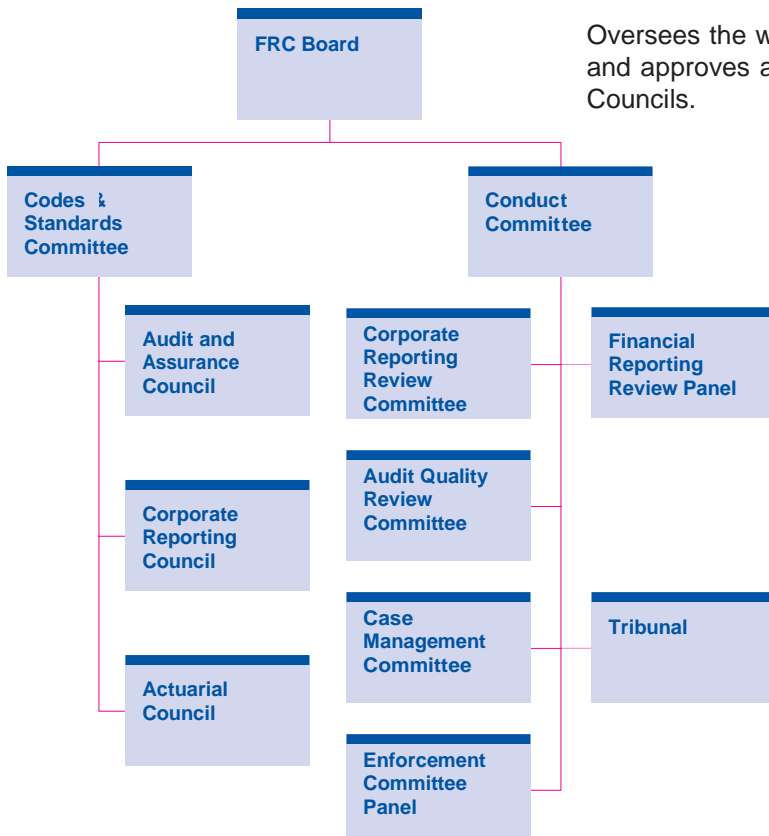 FRC Board
Oversees the
and approves
Councils.
Codes &
Standards
Committee
Conduct
Committee
Audit and
Assurance
Council
Corporate
Reporting
Review
Committee
Financial
Reporting
Review Panel
Corporate
Reporting
Council
Audit Quality
Review
Committee
Case
Management
Committee
Tribunal
Actuarial
Council
Enforcement
Committee
Panel